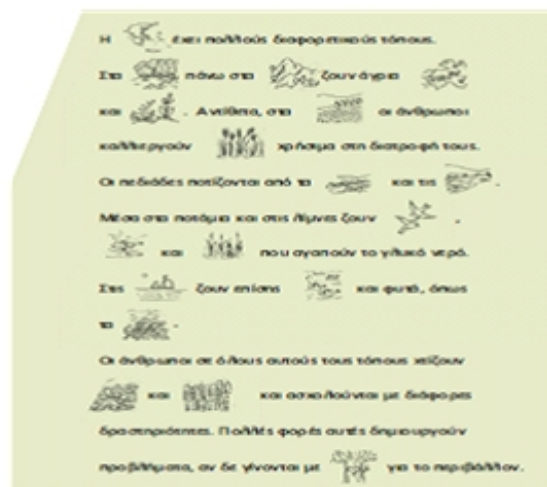 Η έχει πολλούς διαφορετικούς τόπους.
Στα πάνω στα ζουν άγρια
και . Αντίθετα, στα οι άνθρωποι
καλλιεργούν χρήσιμα στη διατροφή τους.
Οι πεδιάδες ποτίζονται από τα και τις .
Μέσα στα ποτάμια και στις λίμνες ζουν .
και που αγαπούν το γλυκό νερό.
Στις ζουν επίσης και φυτά, όπως
τα .
Οι άνθρωποι σε όλους αυτούς τους τόπους χτίζουν
και και ασχολούνται με διάφορες
δραστηριότητες. Πολλές φορές αυτές δημιουργούν
προβλήματα, αν δε γίνονται με για το περιβάλλον.